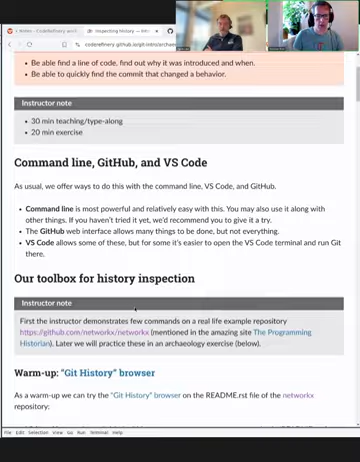 coderefinery.github.io/git-intro/archaeo
Be able find a line of code, find out why it was introduced and when.
Be able to quickly find the commit that changed a behavior.
Instructor note
30 min teaching/type-along
20 min exercise
Command line, GitHub, and VS Code
As usual, we offer ways to do this with the command line, VS Code, and GitHub.
Command line is most powerful and relatively easy with this. You may also use it along with
other things. If you haven't tried it yet, we'd recommend you to give it a try.
The GitHub web interface allows many things to be done, but not everything.
VS Code allows some of these, but for some it's easier to open the VS Code terminal and run Git
there.
Our toolbox for history inspection
Instructor note
First the instructor demonstrates few commands on a real life example repository
https://github.com/networkx/networkx (mentioned in the amazing site The Programming
Historian). Later we will practice these in an archaeology exercise (below).
Warm-up: "Git History" browser
As a warm-up we can try the "Git History" browser on the README.rst file of the networkx
repository:
File Edit Selection View Go Run Terminal Help